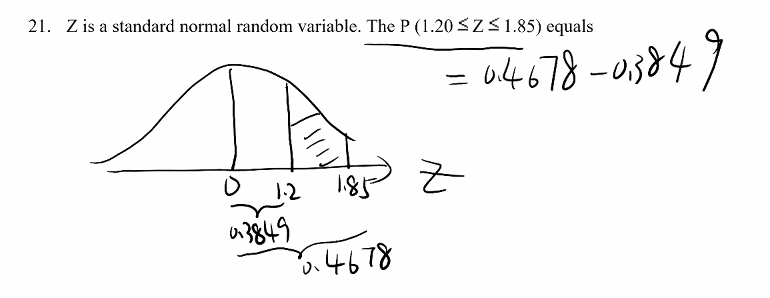 21. Z is a standard normal random variable. The P (1.20 ≤ Z ≤ 1.85) equals
= 0.4678 - 0.3849
0 1.2 1.85 Z
0.3849
0.4678